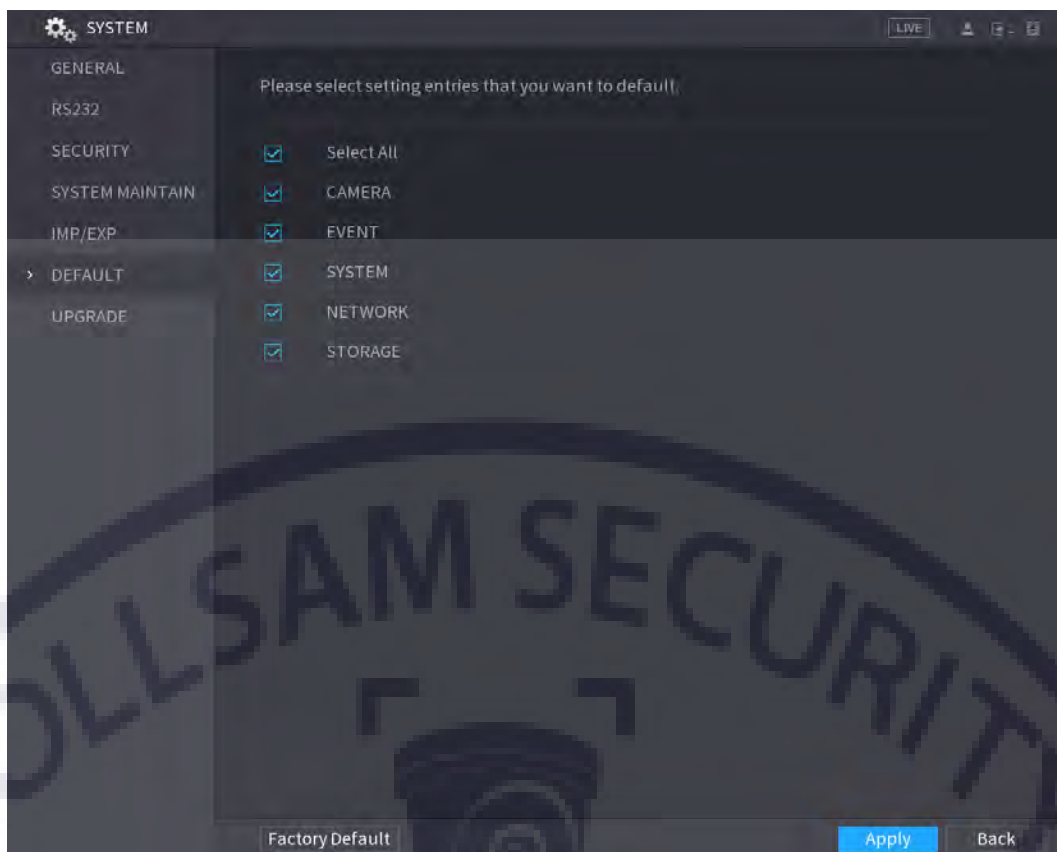 SYSTEM
LIVE
GENERAL
RS232
SECURITY
SYSTEM MAINTAIN
IMP/EXP
DEFAULT
UPGRADE
Please select setting entries that you want to default.
Select All
CAMERA
EVENT
SYSTEM
NETWORK
STORAGE
OLLSAM SECURITY
Factory Default
Apply
Back